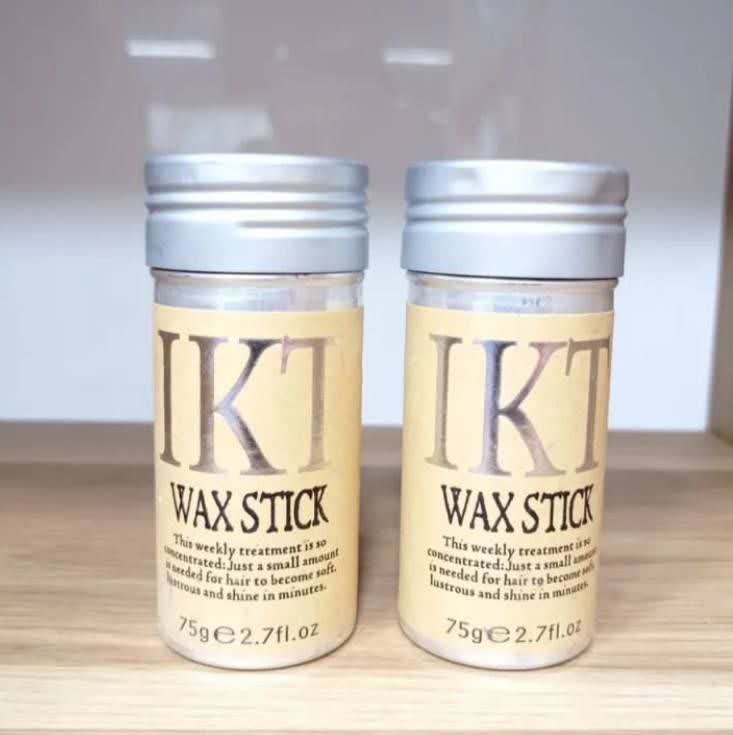 IKT
WAX STICK
This weekly treatment is so
concentrated: Just a small amount
is needed for hair to become soft,
lustrous and shine in minutes.
75g e 2.7fl.oz
IKT
WAX STICK
This weekly treatment is so
concentrated: Just a small amount
is needed for hair to become soft,
lustrous and shine in minutes.
75g e 2.7fl.oz